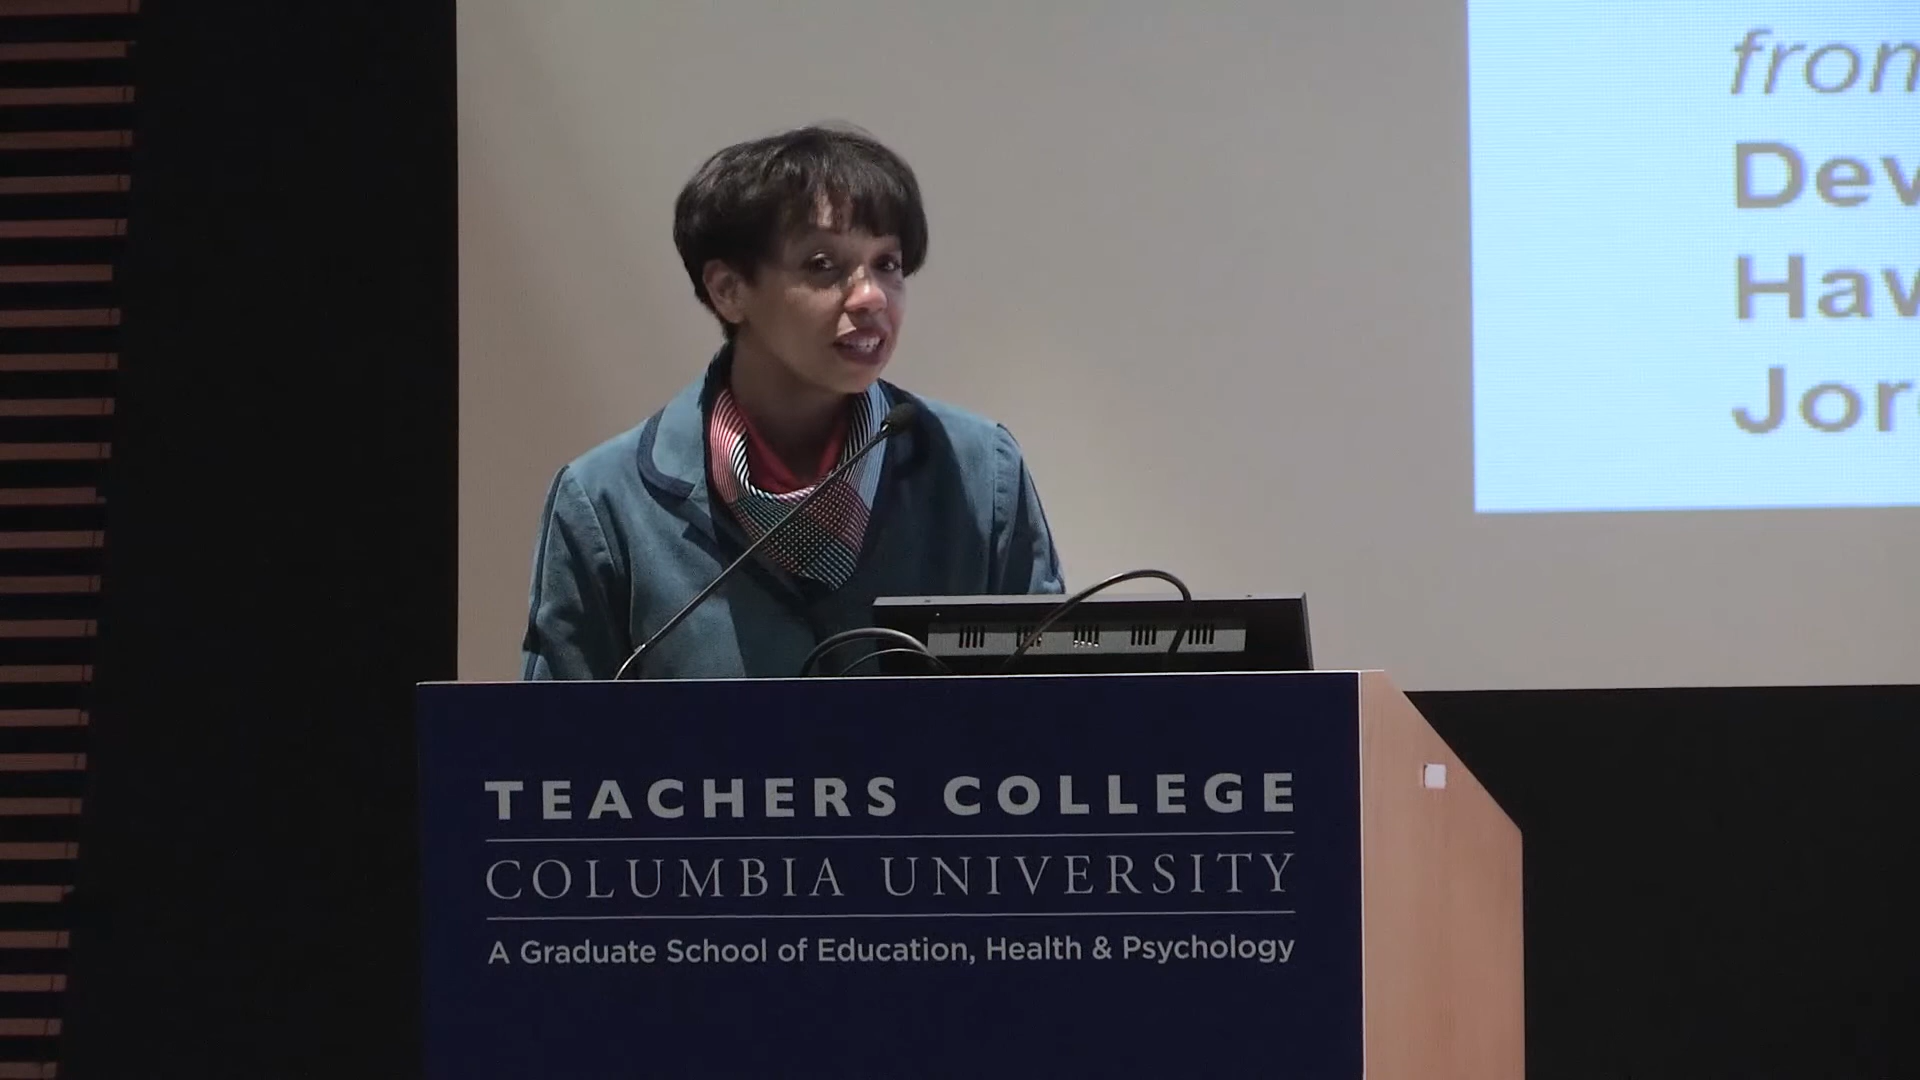 TEACHERS COLLEGE
COLUMBIA UNIVERSITY
A Graduate School of Education, Health & Psychology